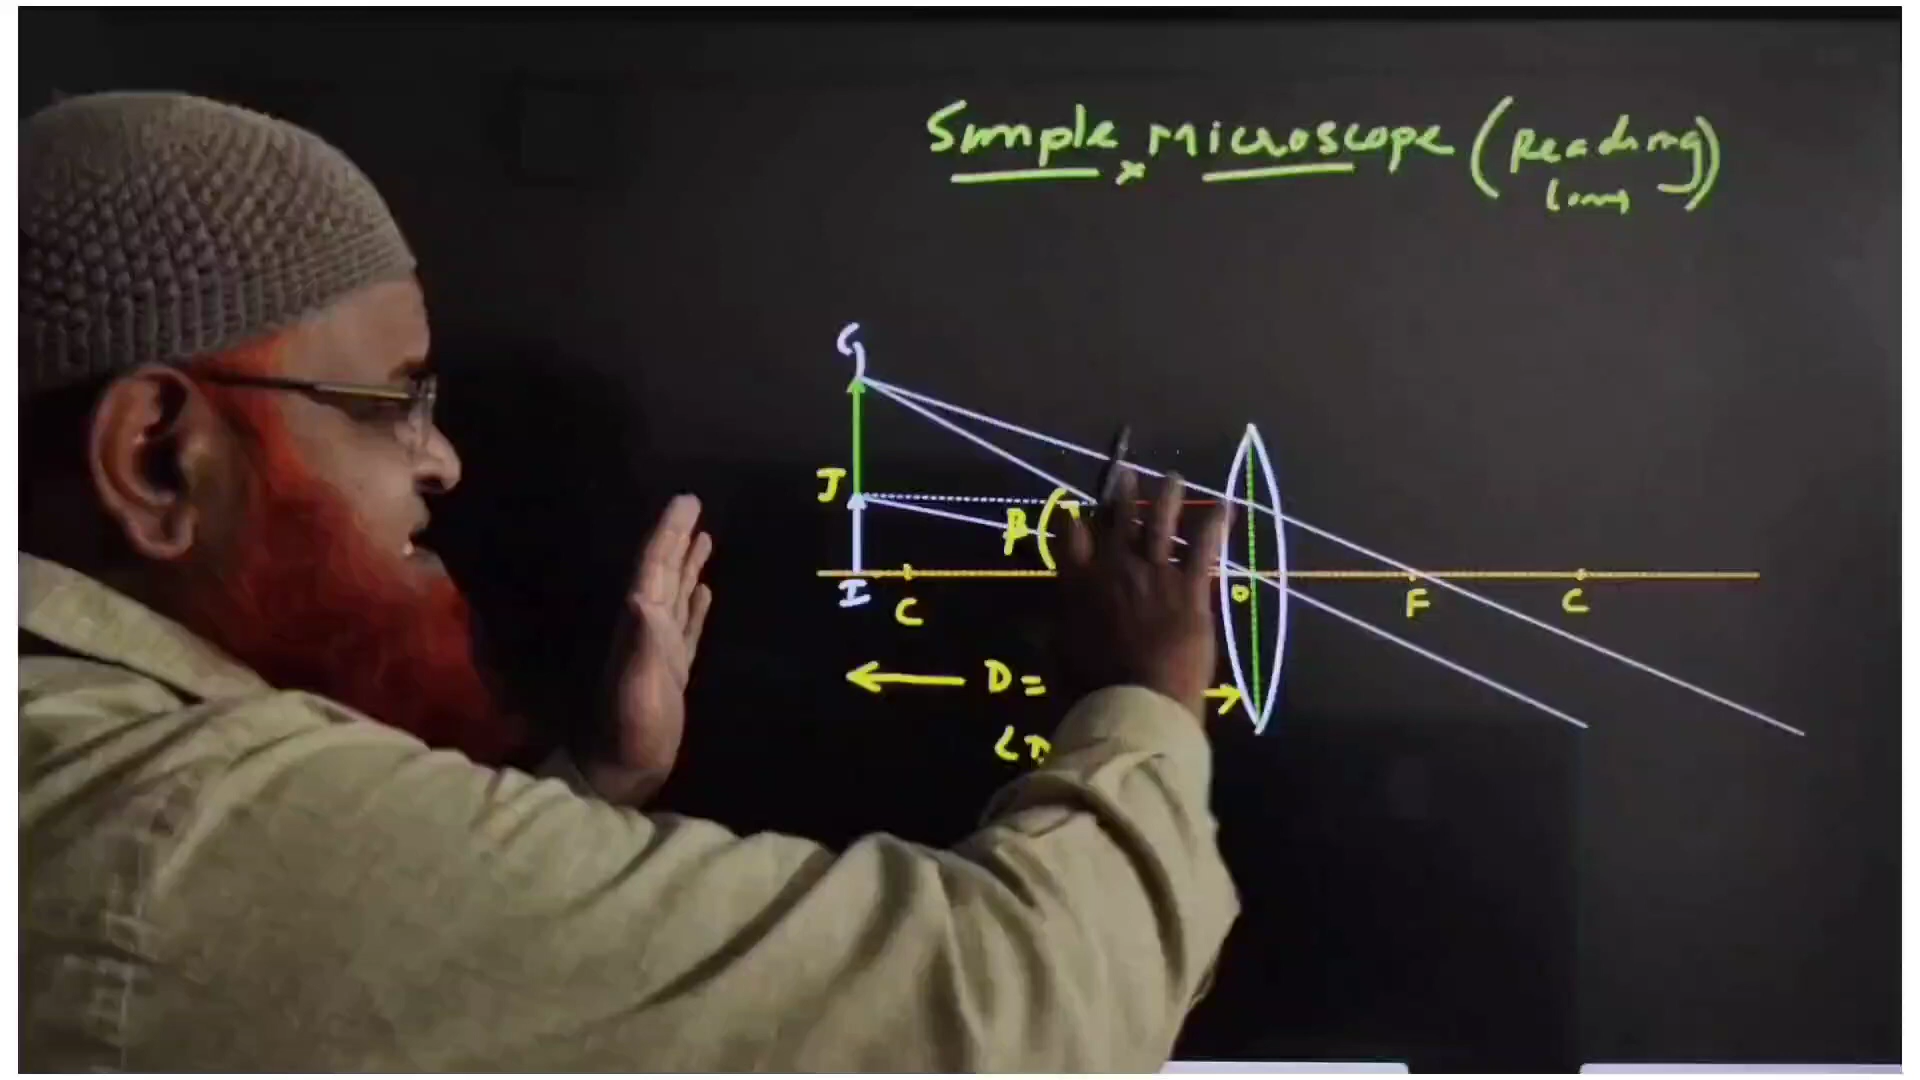 Simple Microscope (Reading
Lens)
G
J
β
I
C
O
F
C
D =